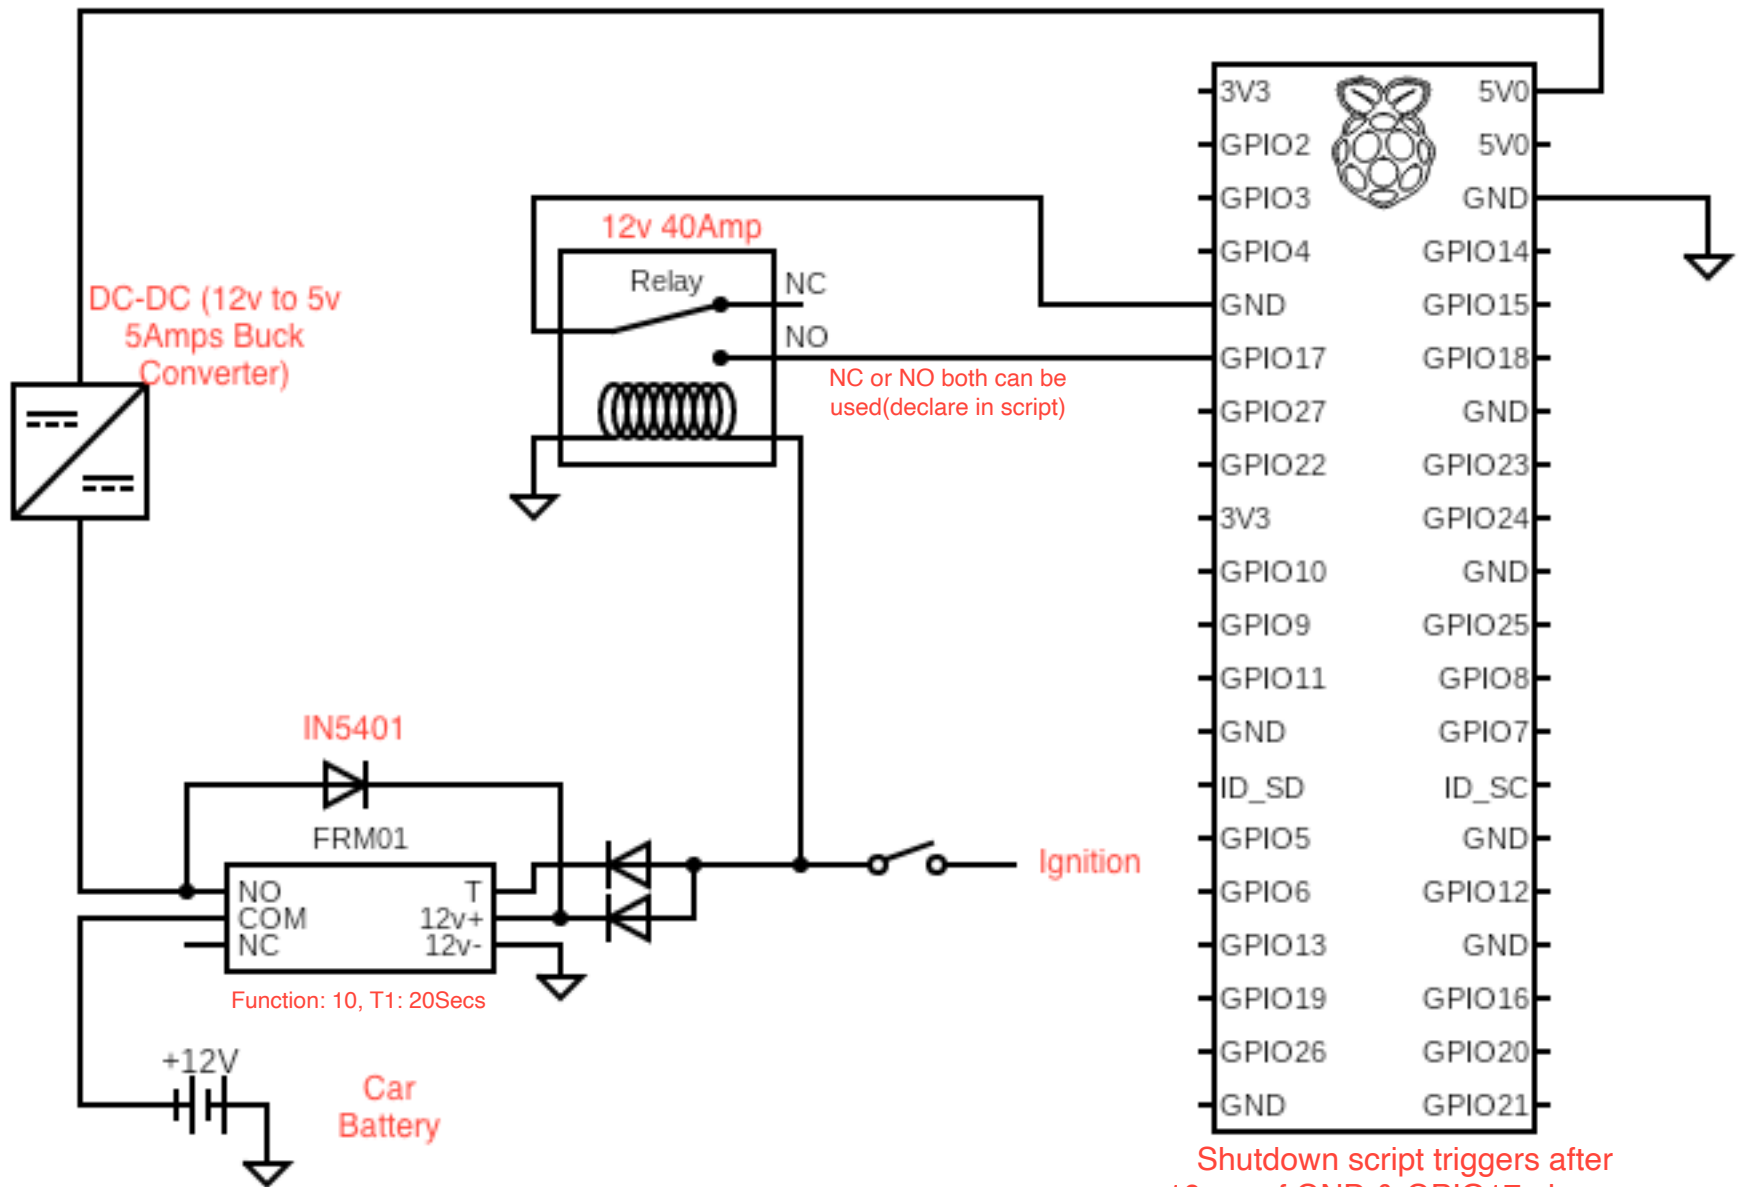 3V3 5V0
GPIO2 5V0
GPIO3 GND
GPIO4 GPIO14
GND GPIO15
GPIO17 GPIO18
GPIO27 GND
GPIO22 GPIO23
3V3 GPIO24
GPIO10 GND
GPIO9 GPIO25
GPIO11 GPIO8
GND GPIO7
ID_SD ID_SC
GPIO5 GND
GPIO6 GPIO12
GPIO13 GND
GPIO19 GPIO16
GPIO26 GPIO20
GND GPIO21
12v 40Amp
Relay
NC
NO
NC or NO both can be
used(declare in script)
DC-DC (12v to 5v
5Amps Buck
Converter)
IN5401
FRM01
NO T
COM 12v+
NC 12v-
Function: 10, T1: 20Secs
Ignition
+12V
Car
Battery
Shutdown script triggers after
of GND & GPIO17